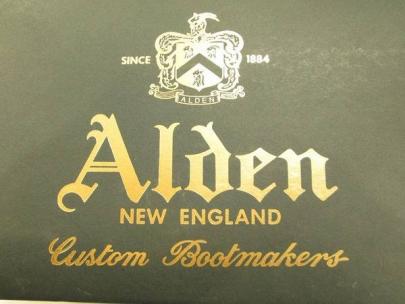 SINCE 1884
ALDEN
Alden
NEW ENGLAND
Custom Bootmakers